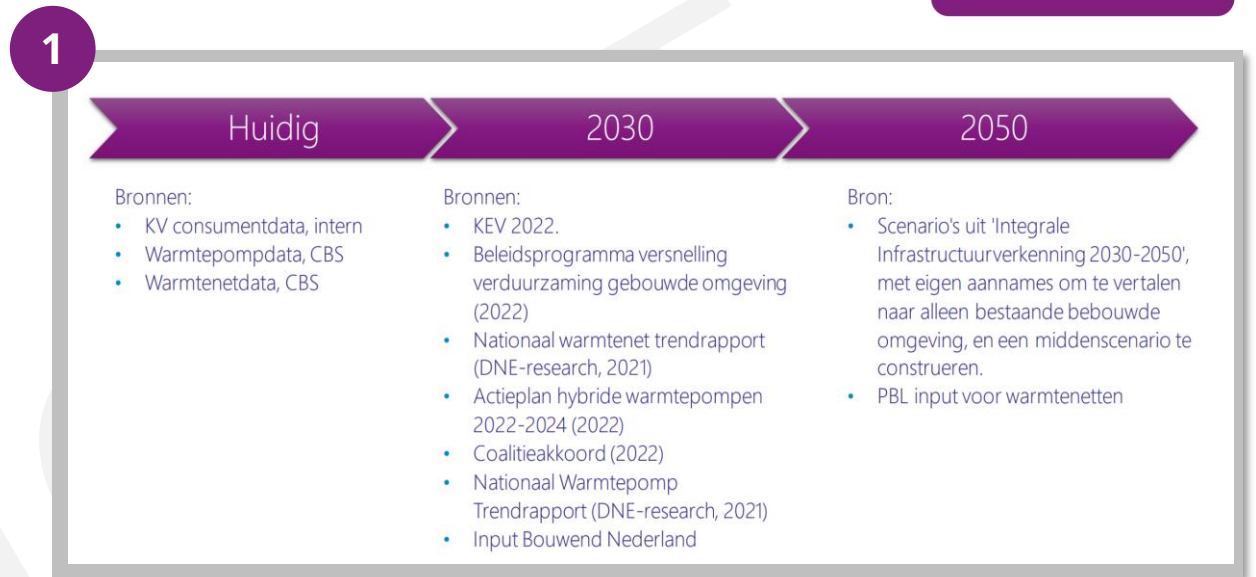 1
Huidig
2030
2050
Bronnen:
• KV consumentdata, intern
• Warmtepompdata, CBS
• Warmtenetdata, CBS
Bronnen:
• KEV 2022.
• Beleidsprogramma versnelling
verduurzaming gebouwde omgeving
(2022)
• Nationaal warmtenet trendrapport
(DNE-research, 2021)
• Actieplan hybride warmtepompen
2022-2024 (2022)
• Coalitieakkoord (2022)
• Nationaal Warmtepomp
Trendrapport (DNE-research, 2021)
• Input Bouwend Nederland
Bron:
• Scenario's uit 'Integrale
Infrastructuurverkenning 2030-2050',
met eigen aannames om te vertalen
naar alleen bestaande bebouwde
omgeving, en een middenscenario te
construeren.
• PBL input voor warmtenetten